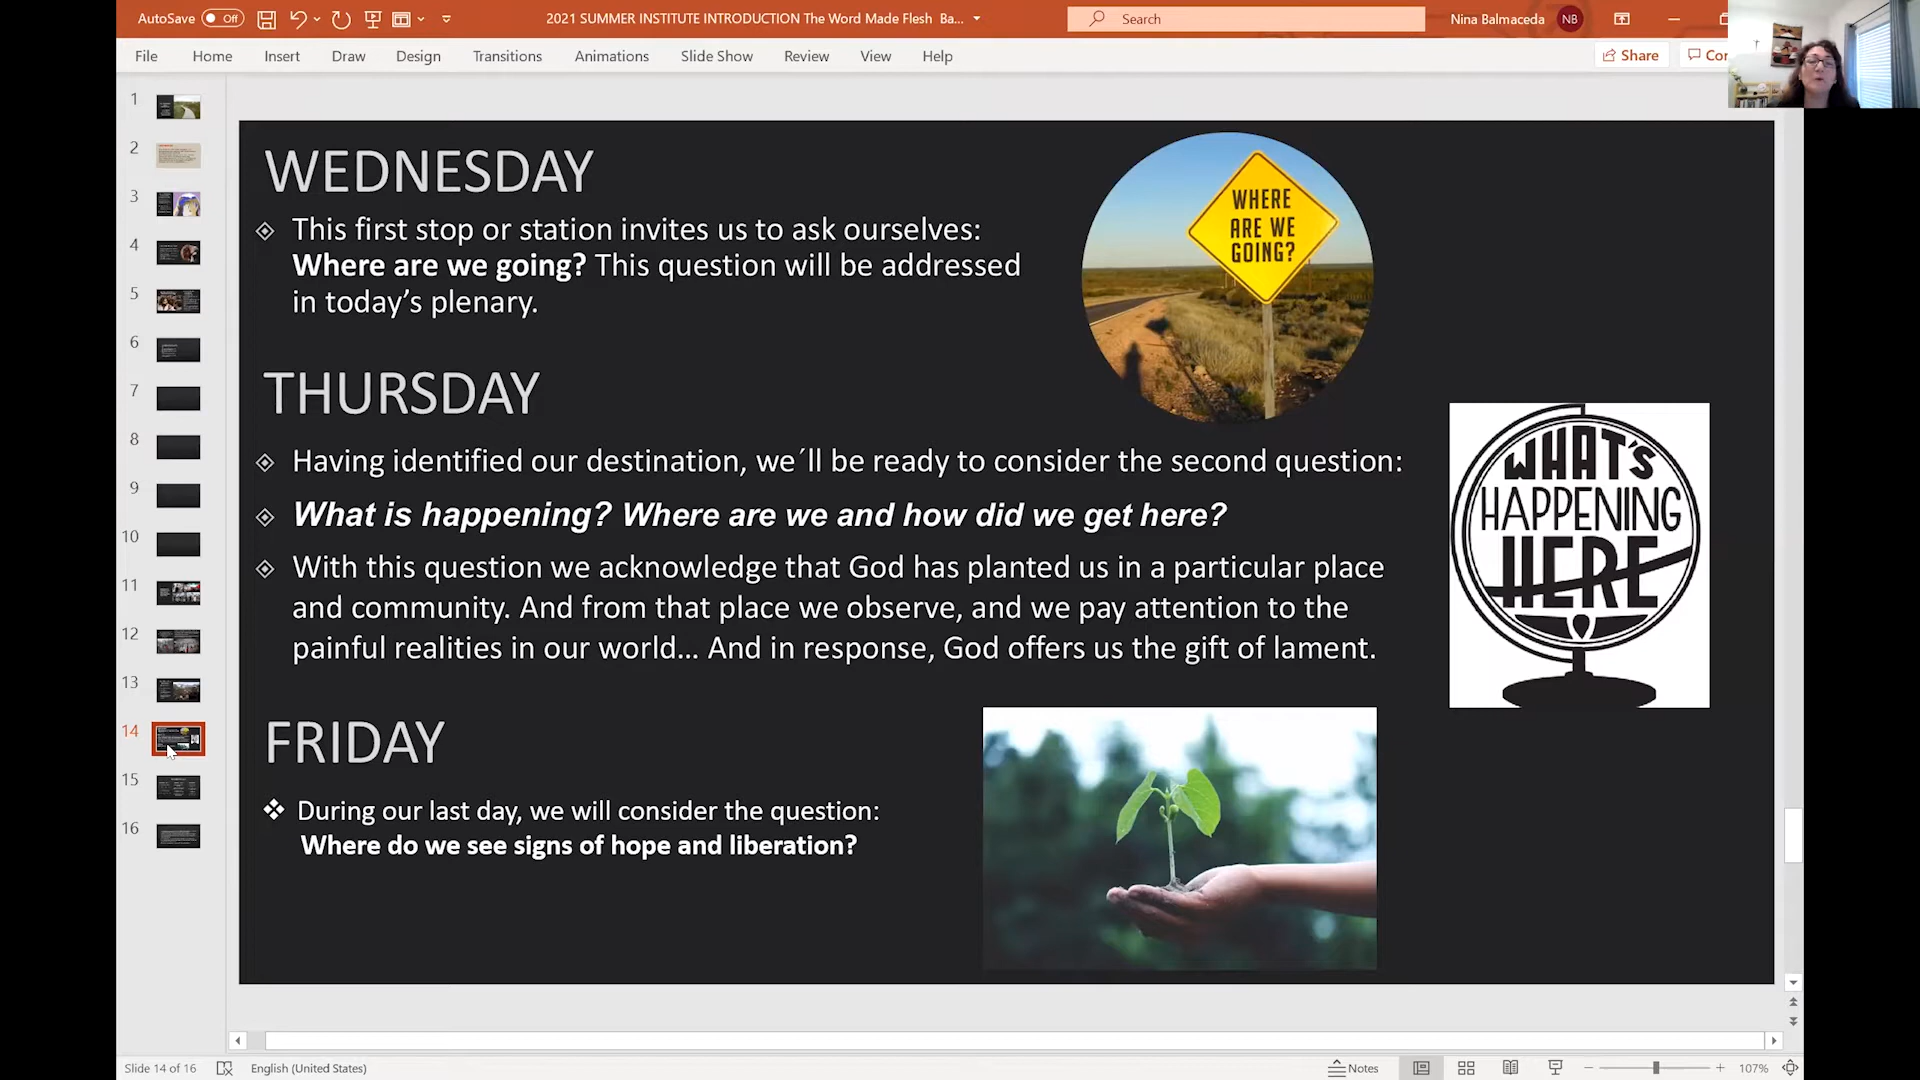 AutoSave Off
2021 SUMMER INSTITUTE INTRODUCTION The Word Made Flesh Ba...
Search
Nina Balmaceda NB
File Home Insert Draw Design Transitions Animations Slide Show Review View Help
Share
1
2
3
4
5
6
7
8
9
10
11
12
13
14
15
16
WEDNESDAY
This first stop or station invites us to ask ourselves:
Where are we going? This question will be addressed
in today’s plenary.
WHERE
ARE WE
GOING?
THURSDAY
Having identified our destination, we´ll be ready to consider the second question:
What is happening? Where are we and how did we get here?
With this question we acknowledge that God has planted us in a particular place
and community. And from that place we observe, and we pay attention to the
painful realities in our world... And in response, God offers us the gift of lament.
WHAT'S
HAPPENING
HERE
FRIDAY
During our last day, we will consider the question:
Where do we see signs of hope and liberation?
Slide 14 of 16
English (United States)
Notes
107%